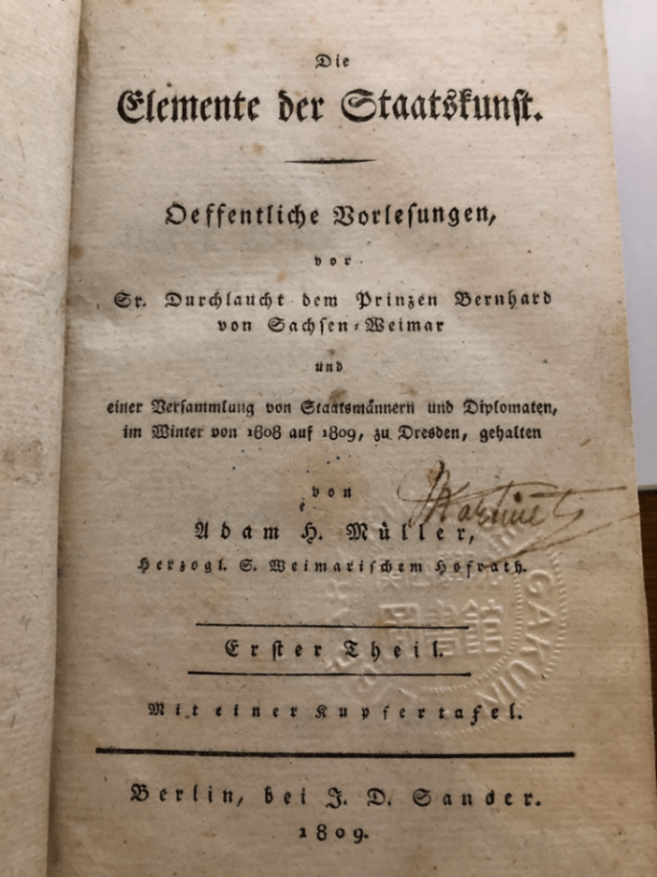 Die
Elemente der Staatskunſt.
Oeffentliche Vorleſungen,
vor
Sr. Durchlaucht dem Prinzen Bernhard
von Sachſen-Weimar
und
einer Verſammlung von Staatsmännern und Diplomaten,
im Winter von 1808 auf 1809, zu Dresden, gehalten
von
Adam H. Müller,
Herzogl. S. Weimariſchem Hofrath.
GAKUIN
Erſter Theil.
Mit einer Kupfertafel.
Berlin, bei J. D. Sander.
1809.